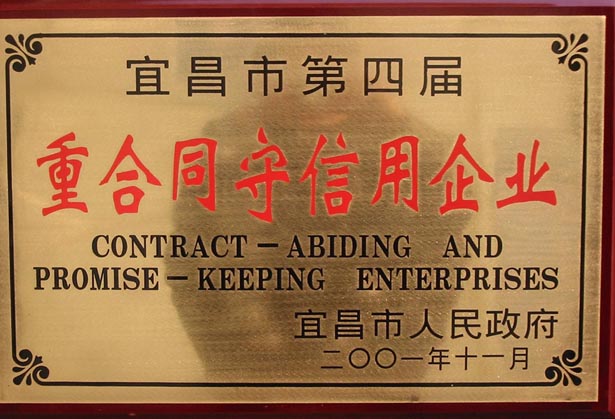 宜昌市第四届
重合同守信用企业
CONTRACT－ABIDING AND
PROMISE－KEEPING ENTERPRISES
宜昌市人民政府
二〇〇一年十一月